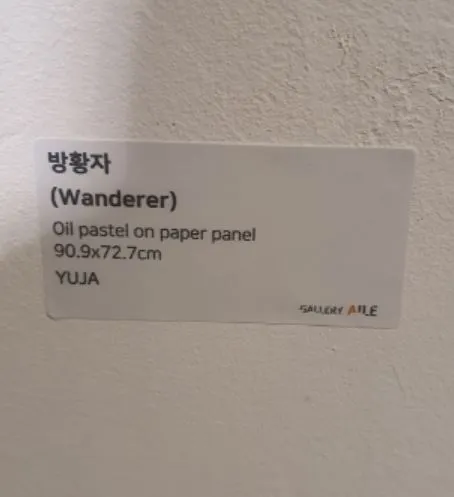 방황자
(Wanderer)
Oil pastel on paper panel
90.9x72.7cm
YUJA
GALLERY AILE